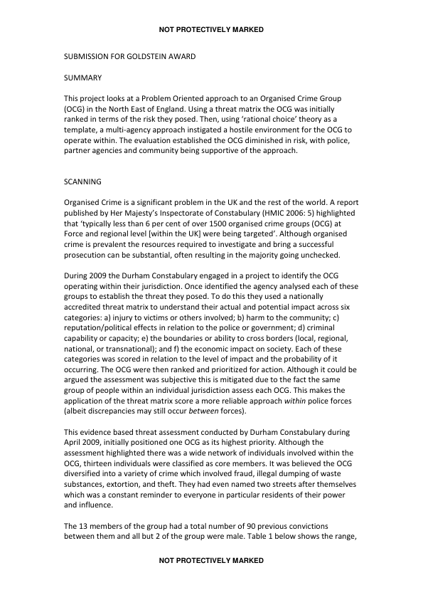 NOT PROTECTIVELY MARKED
SUBMISSION FOR GOLDSTEIN AWARD
SUMMARY
This project looks at a Problem Oriented approach to an Organised Crime Group
(OCG) in the North East of England. Using a threat matrix the OCG was initially
ranked in terms of the risk they posed. Then, using ‘rational choice’ theory as a
template, a multi-agency approach instigated a hostile environment for the OCG to
operate within. The evaluation established the OCG diminished in risk, with police,
partner agencies and community being supportive of the approach.
SCANNING
Organised Crime is a significant problem in the UK and the rest of the world. A report
published by Her Majesty’s Inspectorate of Constabulary (HMIC 2006: 5) highlighted
that ‘typically less than 6 per cent of over 1500 organised crime groups (OCG) at
Force and regional level [within the UK] were being targeted’. Although organised
crime is prevalent the resources required to investigate and bring a successful
prosecution can be substantial, often resulting in the majority going unchecked.
During 2009 the Durham Constabulary engaged in a project to identify the OCG
operating within their jurisdiction. Once identified the agency analysed each of these
groups to establish the threat they posed. To do this they used a nationally
accredited threat matrix to understand their actual and potential impact across six
categories: a) injury to victims or others involved; b) harm to the community; c)
reputation/political effects in relation to the police or government; d) criminal
capability or capacity; e) the boundaries or ability to cross borders (local, regional,
national, or transnational); and f) the economic impact on society. Each of these
categories was scored in relation to the level of impact and the probability of it
occurring. The OCG were then ranked and prioritized for action. Although it could be
argued the assessment was subjective this is mitigated due to the fact the same
group of people within an individual jurisdiction assess each OCG. This makes the
application of the threat matrix score a more reliable approach within police forces
(albeit discrepancies may still occur between forces).
This evidence based threat assessment conducted by Durham Constabulary during
April 2009, initially positioned one OCG as its highest priority. Although the
assessment highlighted there was a wide network of individuals involved within the
OCG, thirteen individuals were classified as core members. It was believed the OCG
diversified into a variety of crime which involved fraud, illegal dumping of waste
substances, extortion, and theft. They had even named two streets after themselves
which was a constant reminder to everyone in particular residents of their power
and influence.
The 13 members of the group had a total number of 90 previous convictions
between them and all but 2 of the group were male. Table 1 below shows the range,
NOT PROTECTIVELY MARKED